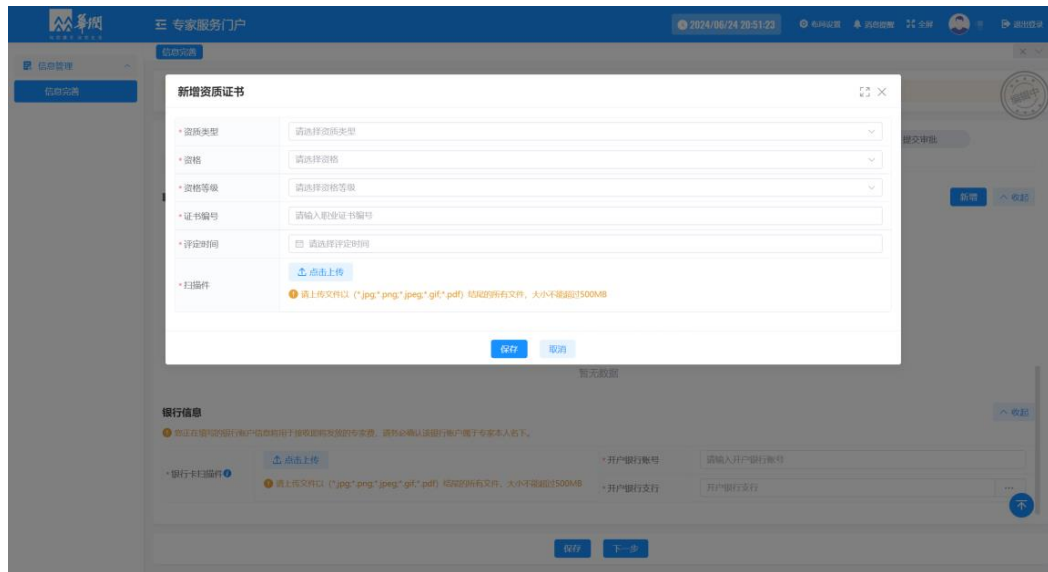 華潤
专家服务门户
2024/06/24 20:51:23
布局设置
消息提醒
全屏
退出登录
信息管理
信息完善
信息完善
编辑中
提交审批
新增
收起
新增资质证书
* 资质类型
请选择资质类型
* 资格
请选择资格
* 资格等级
请选择资格等级
* 证书编号
请输入职业证书编号
* 评定时间
请选择评定时间
* 扫描件
点击上传
请上传文件以（*.jpg;*.png;*.jpeg;*.gif;*.pdf）结尾的所有文件，大小不能超过500MB
保存
取消
暂无数据
银行信息
收起
* 银行卡扫描件
点击上传
请上传文件以（*.jpg;*.png;*.jpeg;*.gif;*.pdf）结尾的所有文件，大小不能超过500MB
* 开户银行账号
请输入开户银行账号
* 开户银行支行
开户银行支行
保存
下一步